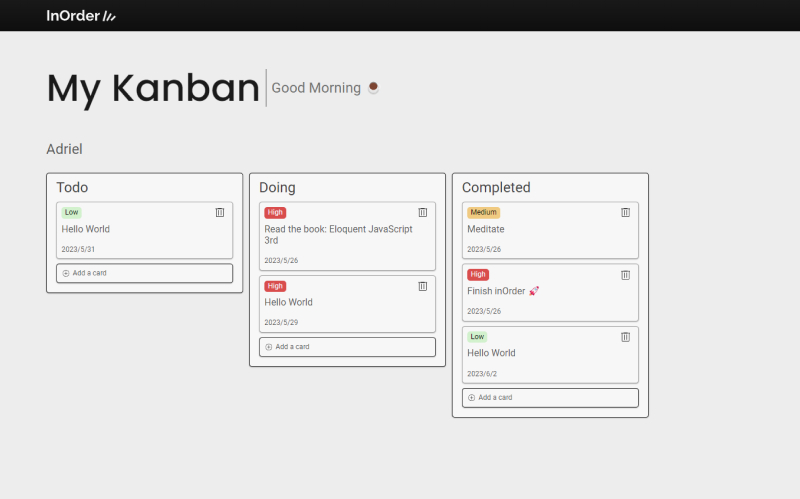 InOrder
My Kanban
Good Morning ☕
Adriel
Todo
Low
Hello World
2023/5/31
Add a card
Doing
High
Read the book: Eloquent JavaScript
3rd
2023/5/26
High
Hello World
2023/5/29
Add a card
Completed
Medium
Meditate
2023/5/26
High
Finish inOrder 🚀
2023/5/26
Low
Hello World
2023/6/2
Add a card